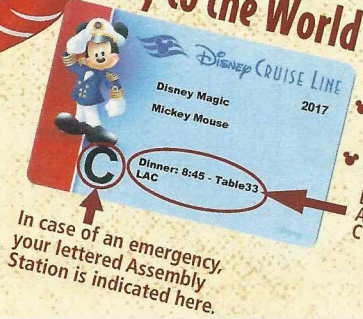 y to the World
Disney CRUISE LINE
Disney Magic
2017
Mickey Mouse
C
Dinner: 8:45 - Table33
LAC
In case of an emergency,
your lettered Assembly
Station is indicated here.